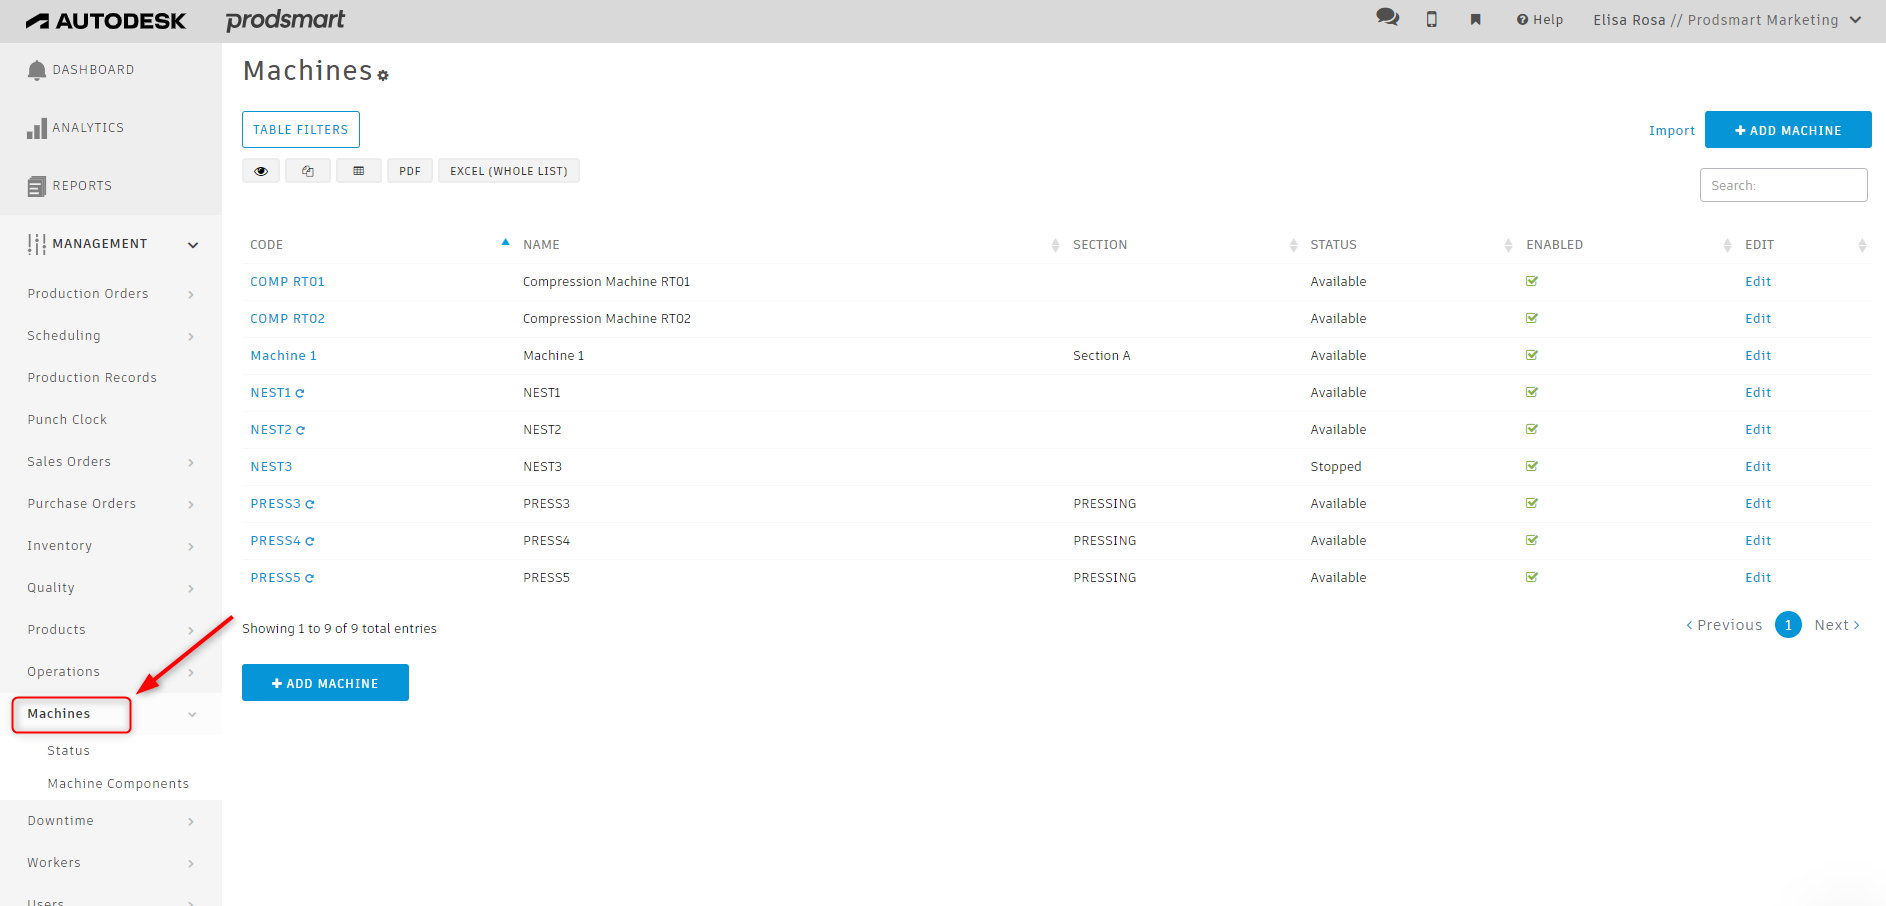 AUTODESK prodsmart Help Elisa Rosa // Prodsmart Marketing
DASHBOARD
ANALYTICS
REPORTS
MANAGEMENT
Production Orders
Scheduling
Production Records
Punch Clock
Sales Orders
Purchase Orders
Inventory
Quality
Products
Operations
Machines
Status
Machine Components
Downtime
Workers
Users
Machines
TABLE FILTERS
Import + ADD MACHINE
PDF EXCEL (WHOLE LIST)
Search:
CODE NAME SECTION STATUS ENABLED EDIT
COMP RT01 Compression Machine RT01 Available Edit
COMP RT02 Compression Machine RT02 Available Edit
Machine 1 Machine 1 Section A Available Edit
NEST1 NEST1 Available Edit
NEST2 NEST2 Available Edit
NEST3 NEST3 Stopped Edit
PRESS3 PRESS3 PRESSING Available Edit
PRESS4 PRESS4 PRESSING Available Edit
PRESS5 PRESS5 PRESSING Available Edit
Showing 1 to 9 of 9 total entries
< Previous 1 Next >
+ ADD MACHINE